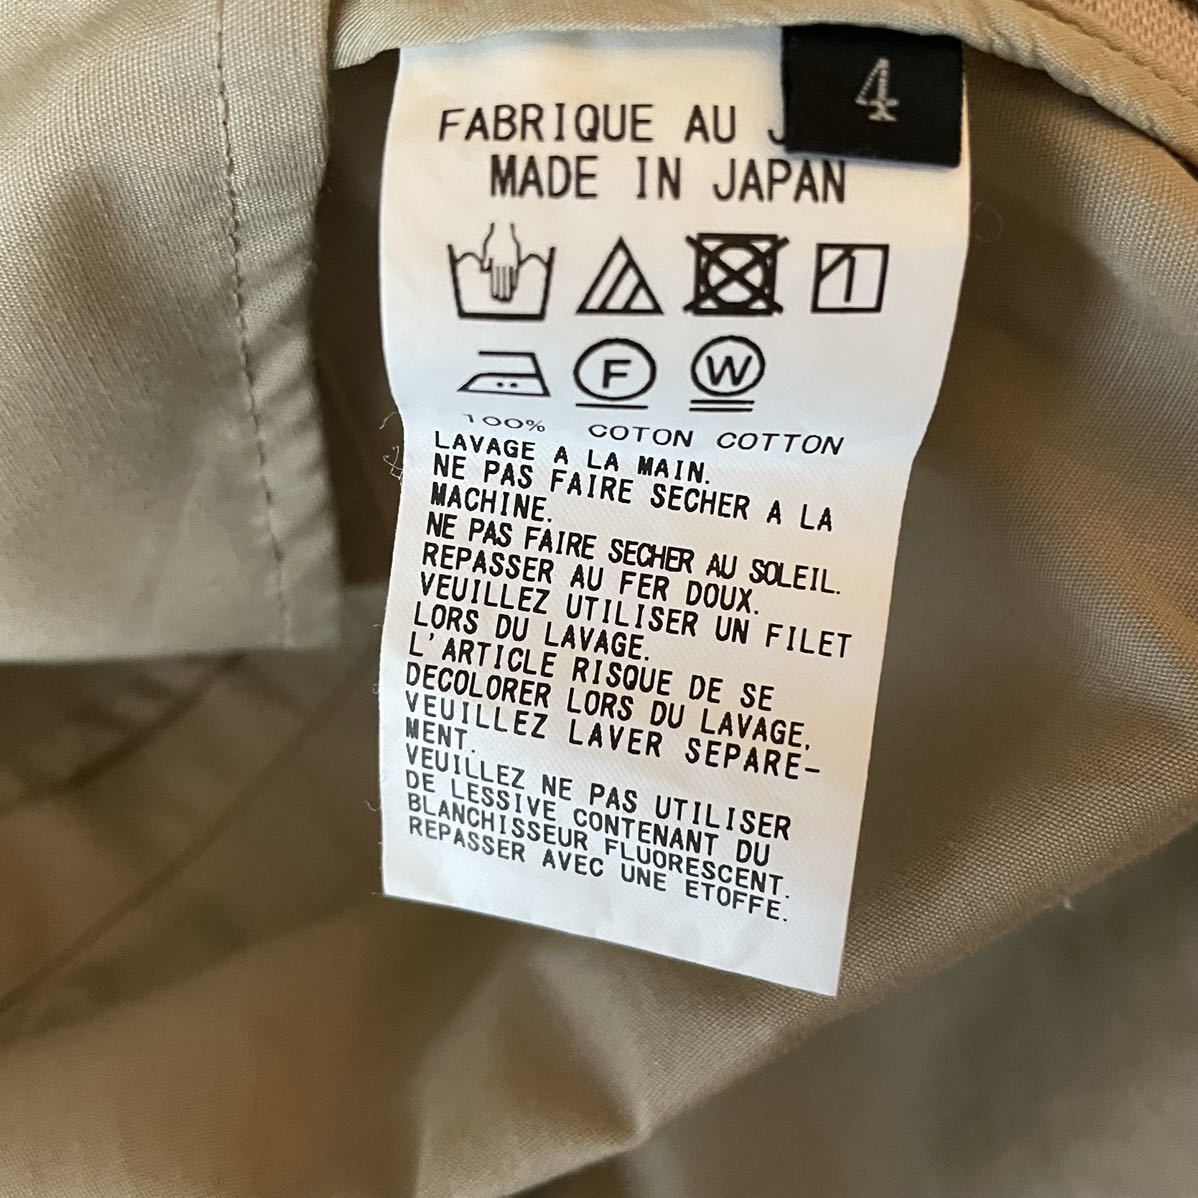 4
FABRIQUE AU J
MADE IN JAPAN
F
W
100% COTON COTTON
LAVAGE A LA MAIN.
NE PAS FAIRE SECHER A LA
MACHINE.
NE PAS FAIRE SECHER AU SOLEIL.
REPASSER AU FER DOUX.
VEUILLEZ UTILISER UN FILET
LORS DU LAVAGE.
L'ARTICLE RISQUE DE SE
DECOLORER LORS DU LAVAGE,
VEUILLEZ LAVER SEPARE-
MENT.
VEUILLEZ NE PAS UTILISER
DE LESSIVE CONTENANT DU
BLANCHISSEUR FLUORESCENT.
REPASSER AVEC UNE ETOFFE.